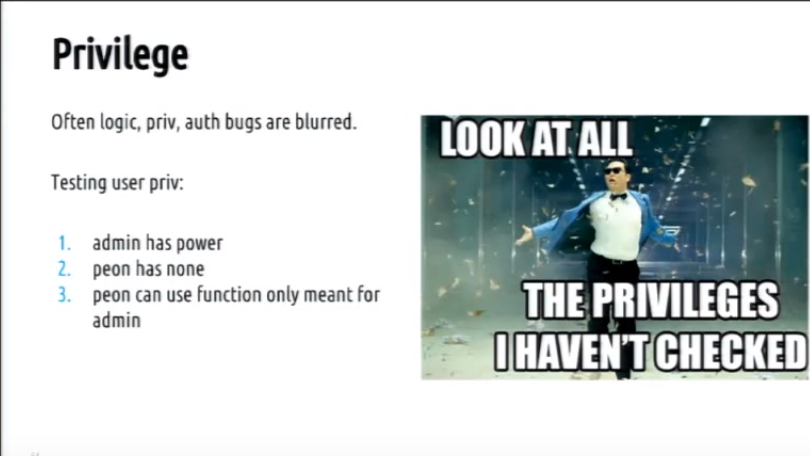 Privilege
Often logic, priv, auth bugs are blurred.
Testing user priv:
1. admin has power
2. peon has none
3. peon can use function only meant for
admin
LOOK AT ALL
THE PRIVILEGES
I HAVEN'T CHECKED